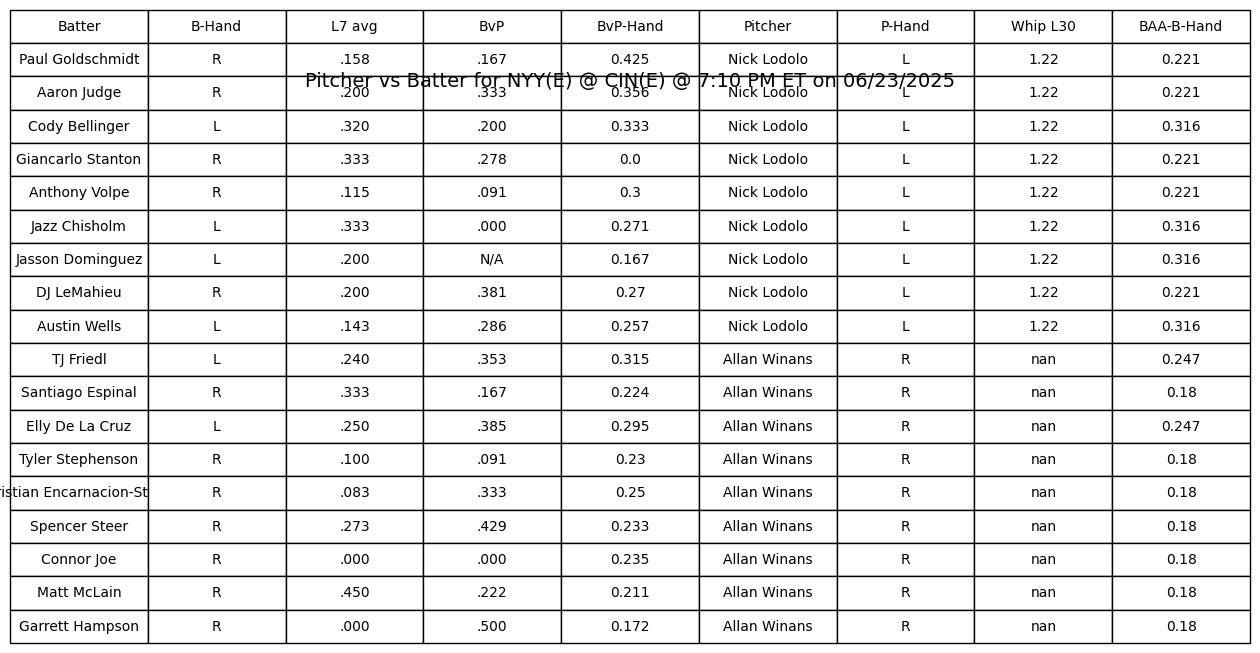 Batter B-Hand L7 avg BvP BvP-Hand Pitcher P-Hand Whip L30 BAA-B-Hand
Paul Goldschmidt R .158 .167 0.425 Nick Lodolo L 1.22 0.221
Pitcher vs Batter for NYY(E) @ CIN(E) @ 7:10 PM ET on 06/23/2025
Aaron Judge R .200 .333 0.356 Nick Lodolo L 1.22 0.221
Cody Bellinger L .320 .200 0.333 Nick Lodolo L 1.22 0.316
Giancarlo Stanton R .333 .278 0.0 Nick Lodolo L 1.22 0.221
Anthony Volpe R .115 .091 0.3 Nick Lodolo L 1.22 0.221
Jazz Chisholm L .333 .000 0.271 Nick Lodolo L 1.22 0.316
Jasson Dominguez L .200 N/A 0.167 Nick Lodolo L 1.22 0.316
DJ LeMahieu R .200 .381 0.27 Nick Lodolo L 1.22 0.221
Austin Wells L .143 .286 0.257 Nick Lodolo L 1.22 0.316
TJ Friedl L .240 .353 0.315 Allan Winans R nan 0.247
Santiago Espinal R .333 .167 0.224 Allan Winans R nan 0.18
Elly De La Cruz L .250 .385 0.295 Allan Winans R nan 0.247
Tyler Stephenson R .100 .091 0.23 Allan Winans R nan 0.18
istian Encarnacion-St R .083 .333 0.25 Allan Winans R nan 0.18
Spencer Steer R .273 .429 0.233 Allan Winans R nan 0.18
Connor Joe R .000 .000 0.235 Allan Winans R nan 0.18
Matt McLain R .450 .222 0.211 Allan Winans R nan 0.18
Garrett Hampson R .000 .500 0.172 Allan Winans R nan 0.18